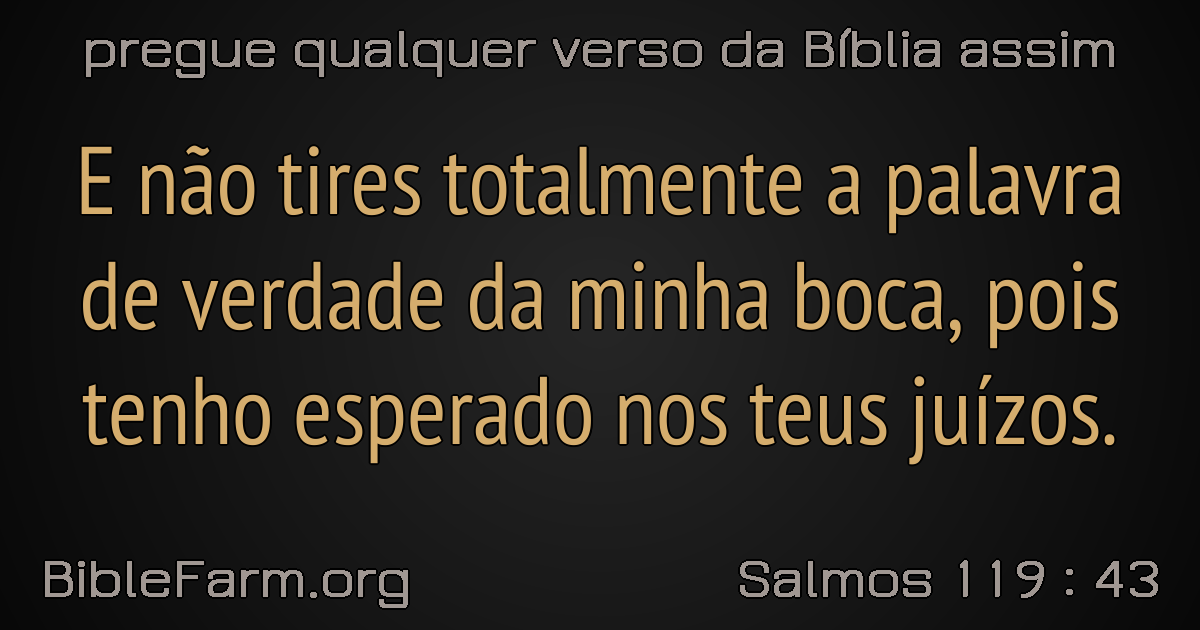 pregue qualquer verso da Bíblia assim
E não tires totalmente a palavra
de verdade da minha boca, pois
tenho esperado nos teus juízos.
BibleFarm.org
Salmos 119 : 43